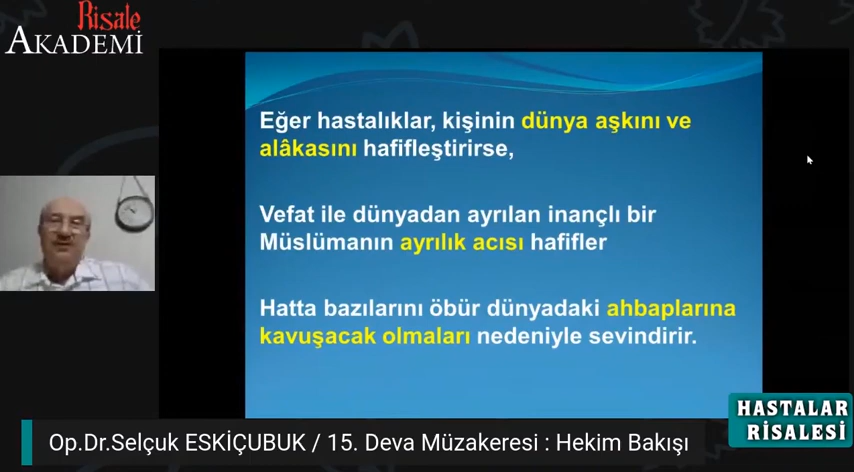 Risale
AKADEMİ
Eğer hastalıklar, kişinin dünya aşkını ve
alâkasını hafifleştirirse,
Vefat ile dünyadan ayrılan inançlı bir
Müslümanın ayrılık acısı hafifler
Hatta bazılarını öbür dünyadaki ahbaplarına
kavuşacak olmaları nedeniyle sevindirir.
HASTALAR
RİSALESİ
Op.Dr.Selçuk ESKİÇUBUK / 15. Deva Müzakeresi : Hekim Bakışı